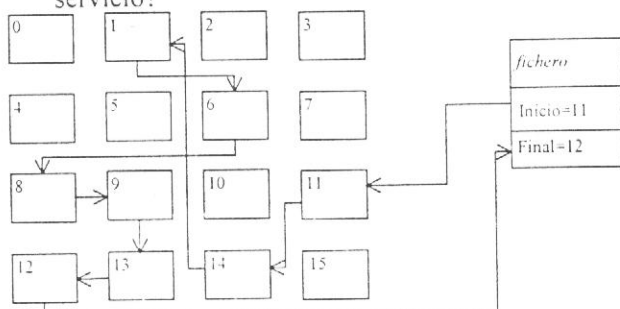 servicio?
0 1 2 3
fichero
4 5 6 7
Inicio=11
Final=12
8 9 10 11
12 13 14 15